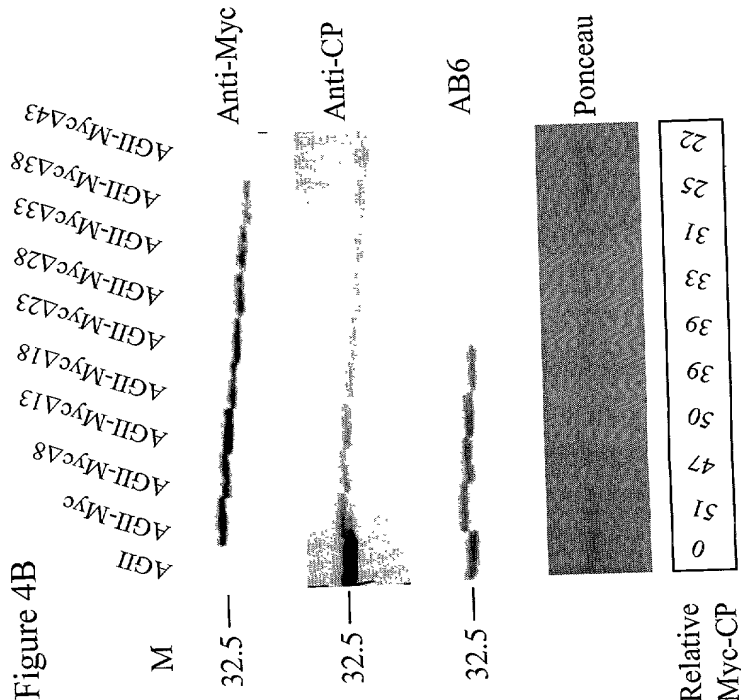 Figure 4B
M
AGII
AGII-Myc
AGII-MycΔ8
AGII-MycΔ13
AGII-MycΔ18
AGII-MycΔ23
AGII-MycΔ28
AGII-MycΔ33
AGII-MycΔ38
AGII-MycΔ43
32.5 — Anti-Myc
32.5 — Anti-CP
32.5 — AB6
Ponceau
Relative
Myc-CP
0 51 47 50 39 39 33 31 25 22